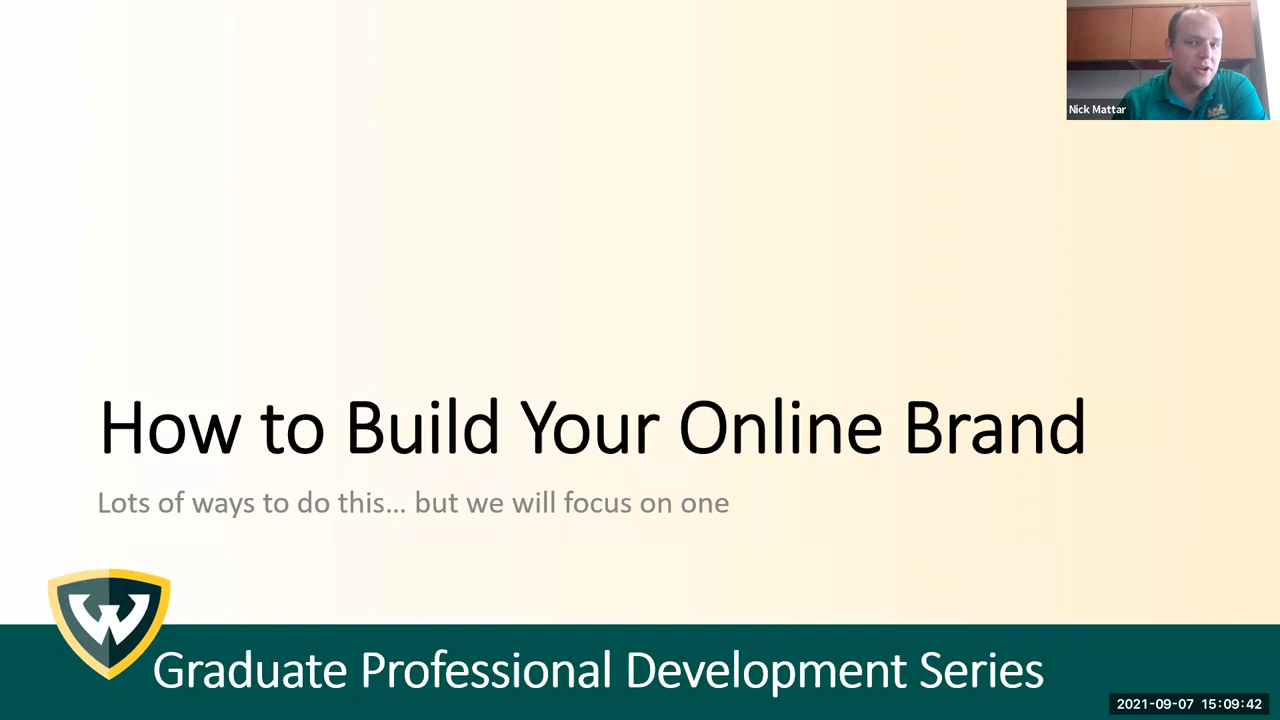 Nick Mattar
How to Build Your Online Brand
Lots of ways to do this... but we will focus on one
W
Graduate Professional Development Series
2021-09-07 15:09:42